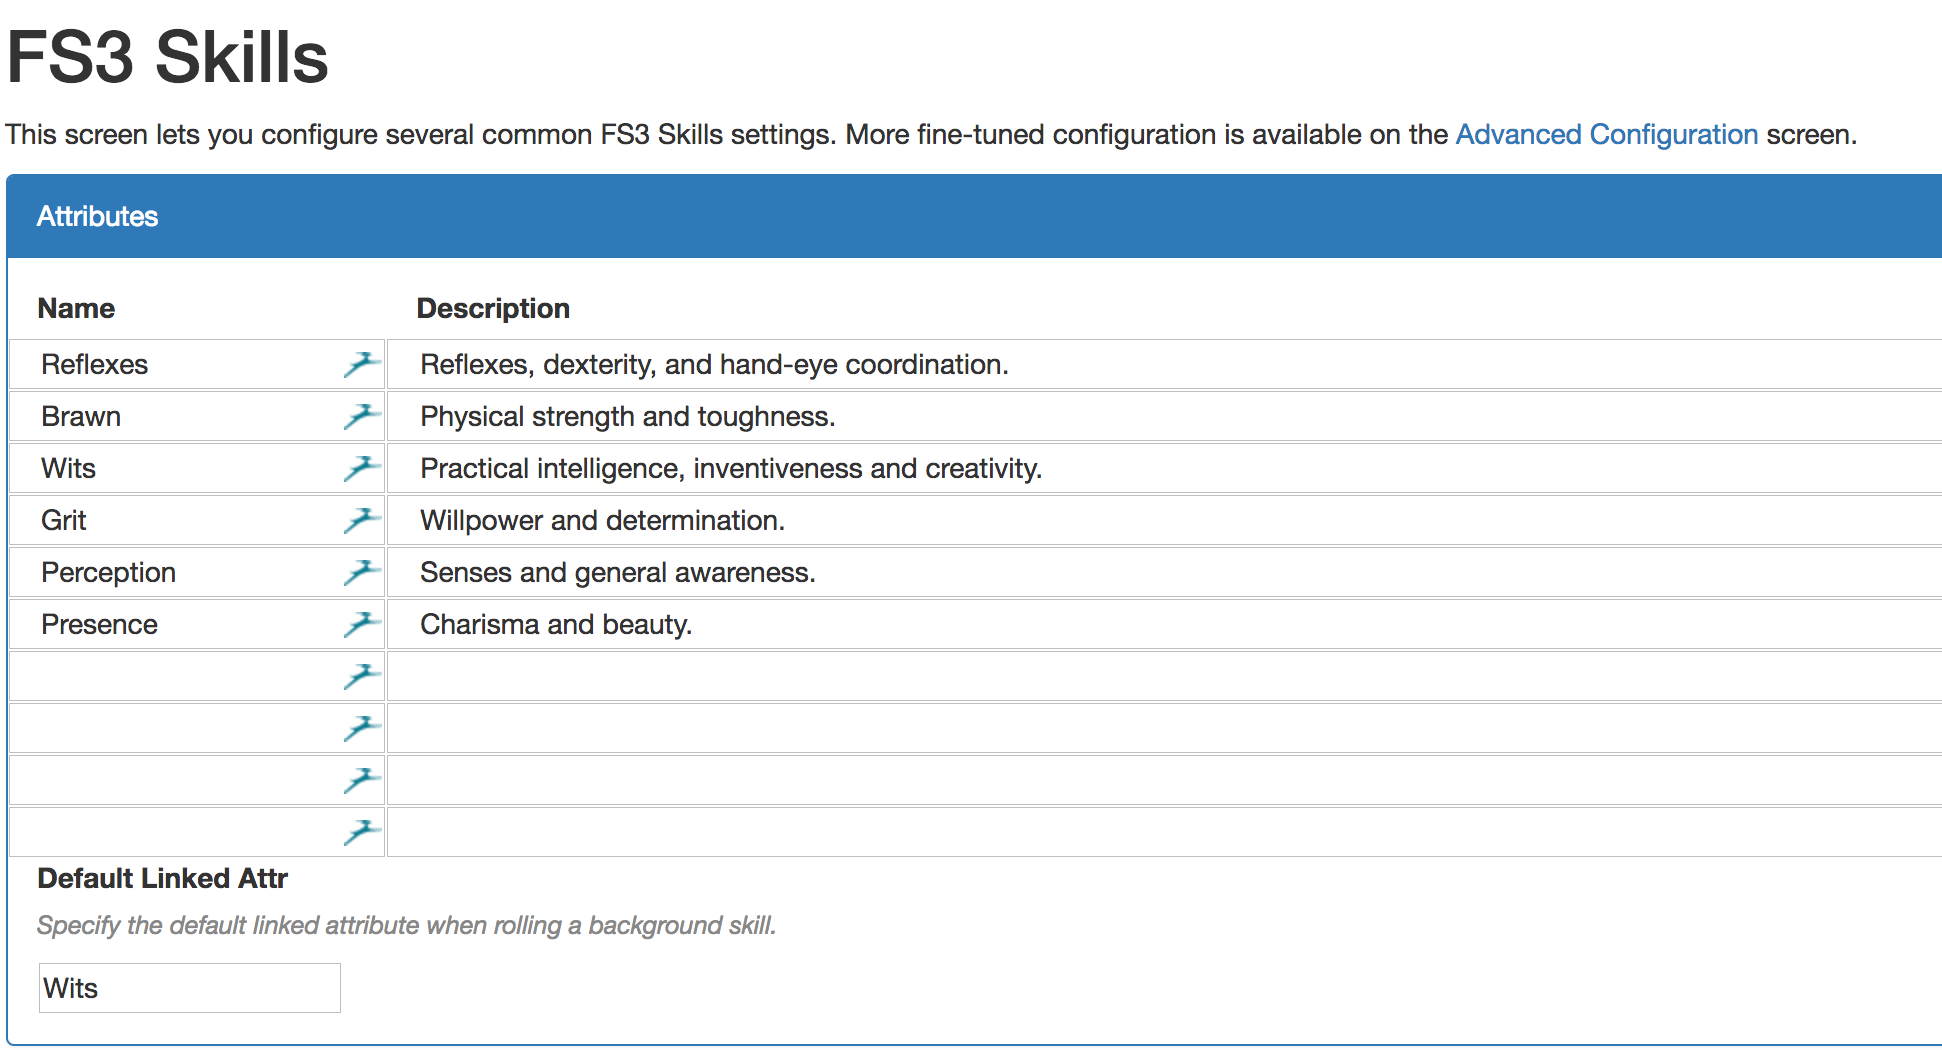 FS3 Skills
This screen lets you configure several common FS3 Skills settings. More fine-tuned configuration is available on the Advanced Configuration screen.
Attributes
Name Description
Reflexes Reflexes, dexterity, and hand-eye coordination.
Brawn Physical strength and toughness.
Wits Practical intelligence, inventiveness and creativity.
Grit Willpower and determination.
Perception Senses and general awareness.
Presence Charisma and beauty.
Default Linked Attr
Specify the default linked attribute when rolling a background skill.
Wits